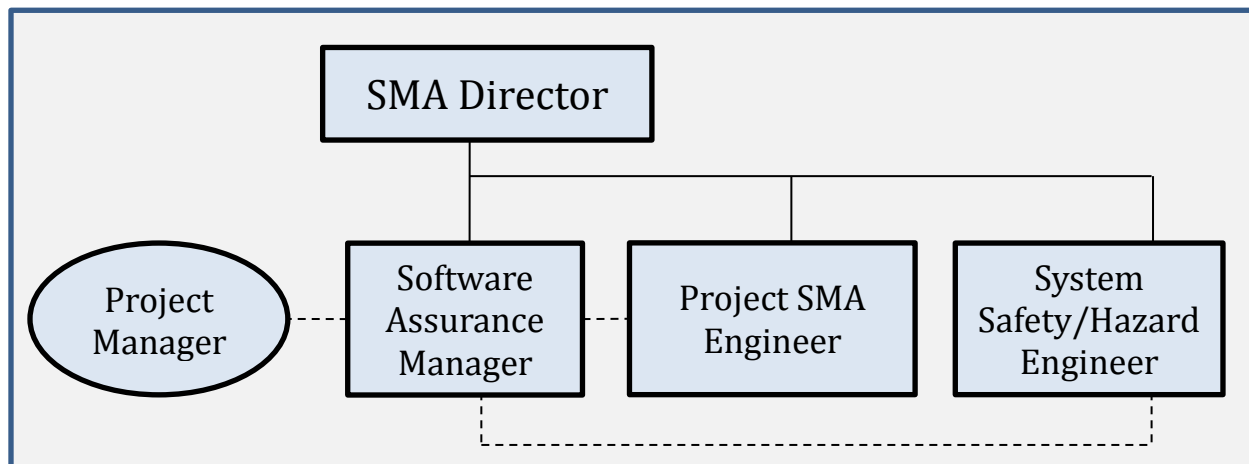 SMA Director
Project
Manager
Software
Assurance
Manager
Project SMA
Engineer
System
Safety/Hazard
Engineer